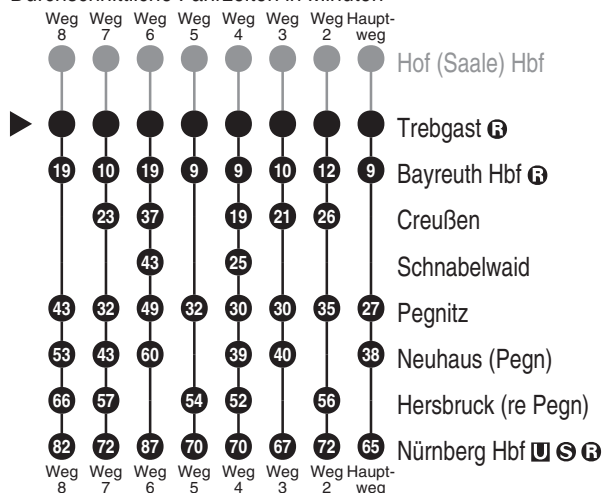 Durchschnittliche Fahrzeiten in Minuten
Weg 8 Weg 7 Weg 6 Weg 5 Weg 4 Weg 3 Weg 2 Haupt-weg
Hof (Saale) Hbf
Trebgast R
19 10 19 9 9 10 12 9 Bayreuth Hbf R
23 37 19 21 26 Creußen
43 25 Schnabelwaid
43 32 49 32 30 30 35 27 Pegnitz
53 43 60 39 40 38 Neuhaus (Pegn)
66 57 54 52 56 Hersbruck (re Pegn)
82 72 87 70 70 67 72 65 Nürnberg Hbf U S R
Weg 8 Weg 7 Weg 6 Weg 5 Weg 4 Weg 3 Weg 2 Haupt-weg